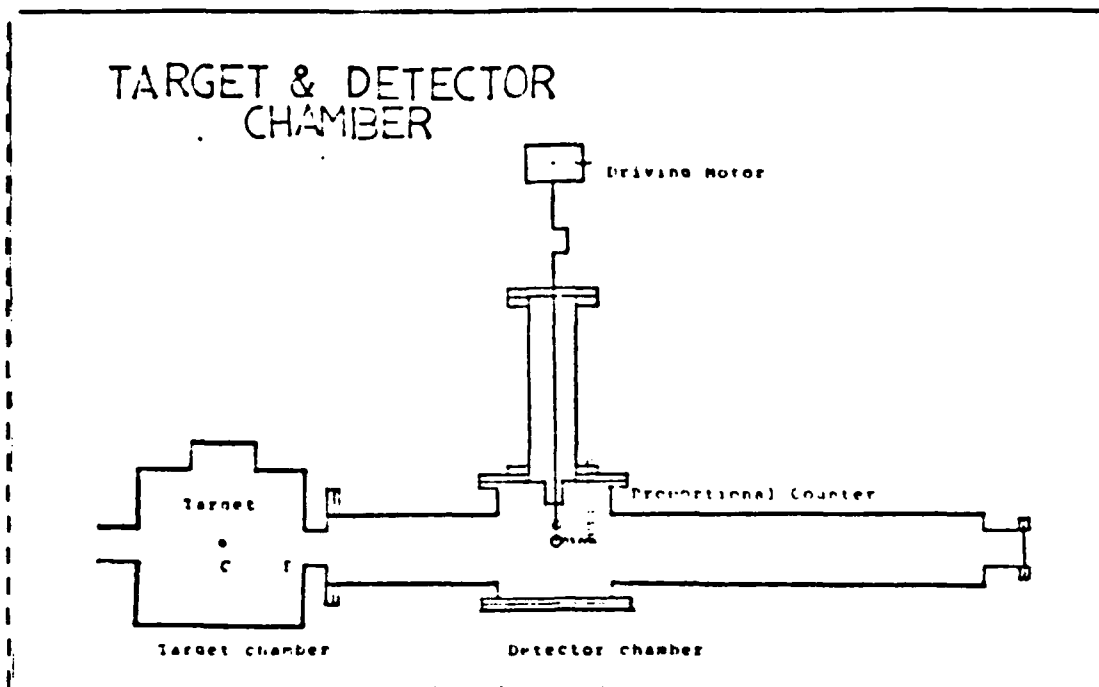 TARGET & DETECTOR
CHAMBER
Driving Motor
Target
Proportional Counter
C
Target chamber
Detector chamber